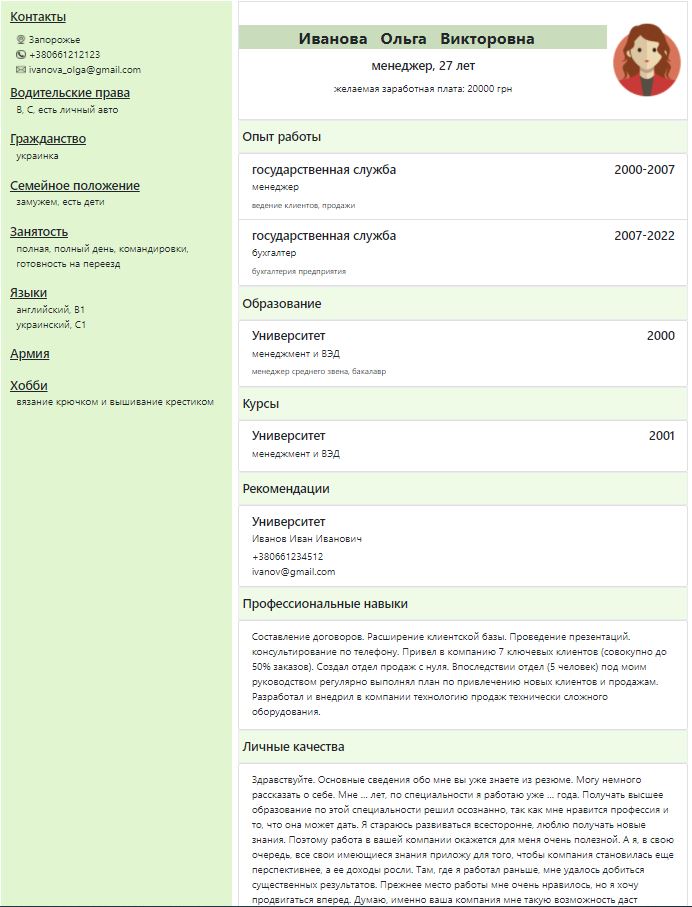 Контакты
Запорожье
+380661212123
ivanova_olga@gmail.com
Водительские права
B, C, есть личный авто
Гражданство
украинка
Семейное положение
замужем, есть дети
Занятость
полная, полный день, командировки,
готовность на переезд
Языки
английский, B1
украинский, C1
Армия
Хобби
вязание крючком и вышивание крестиком
Иванова Ольга Викторовна
менеджер, 27 лет
желаемая заработная плата: 20000 грн
Опыт работы
государственная служба 2000-2007
менеджер
ведение клиентов, продажи
государственная служба 2007-2022
бухгалтер
бухгалтерия предприятия
Образование
Университет 2000
менеджмент и ВЭД
менеджер среднего звена, бакалавр
Курсы
Университет 2001
менеджмент и ВЭД
Рекомендации
Университет
Иванов Иван Иванович
+380661234512
ivanov@gmail.com
Профессиональные навыки
Составление договоров. Расширение клиентской базы. Проведение презентаций.
консультирование по телефону. Привел в компанию 7 ключевых клиентов (совокупно до
50% заказов). Создал отдел продаж с нуля. Впоследствии отдел (5 человек) под моим
руководством регулярно выполнял план по привлечению новых клиентов и продажам.
Разработал и внедрил в компании технологию продаж технически сложного
оборудования.
Личные качества
Здравствуйте. Основные сведения обо мне вы уже знаете из резюме. Могу немного
рассказать о себе. Мне ... лет, по специальности я работаю уже ... года. Получать высшее
образование по этой специальности решил осознанно, так как мне нравится профессия и
то, что она может дать. Я стараюсь развиваться всесторонне, люблю получать новые
знания. Поэтому работа в вашей компании окажется для меня очень полезной. А я, в свою
очередь, все свои имеющиеся знания приложу для того, чтобы компания становилась еще
перспективнее, а ее доходы росли. Там, где я работал раньше, мне удалось добиться
существенных результатов. Прежнее место работы мне очень нравилось, но я хочу
продвигаться вперед. Думаю, именно ваша компания мне такую возможность даст